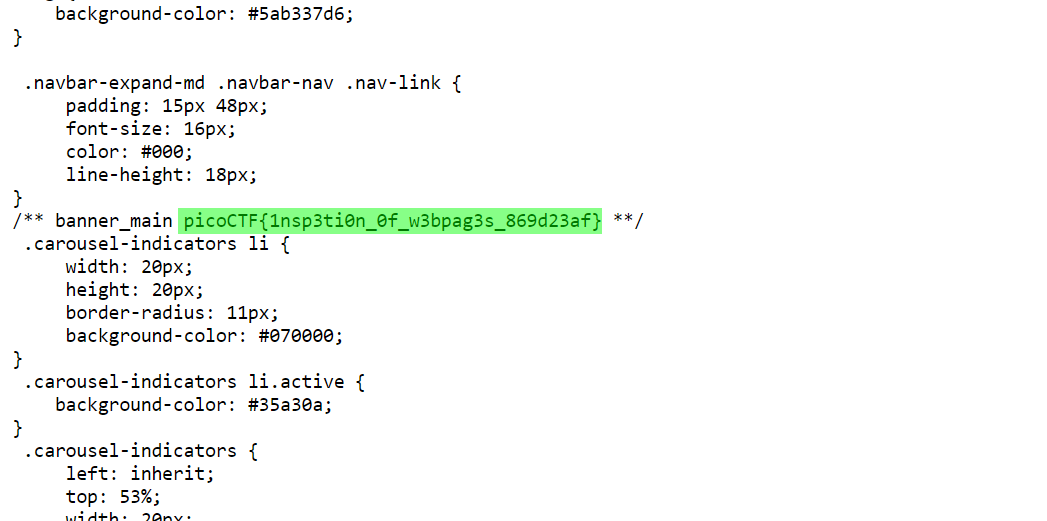 background-color: #5ab337d6;
}
.navbar-expand-md .navbar-nav .nav-link {
padding: 15px 48px;
font-size: 16px;
color: #000;
line-height: 18px;
}
/** banner_main picoCTF{1nsp3ti0n_0f_w3bpag3s_869d23af} **/
.carousel-indicators li {
width: 20px;
height: 20px;
border-radius: 11px;
background-color: #070000;
}
.carousel-indicators li.active {
background-color: #35a30a;
}
.carousel-indicators {
left: inherit;
top: 53%;
width: 20px;